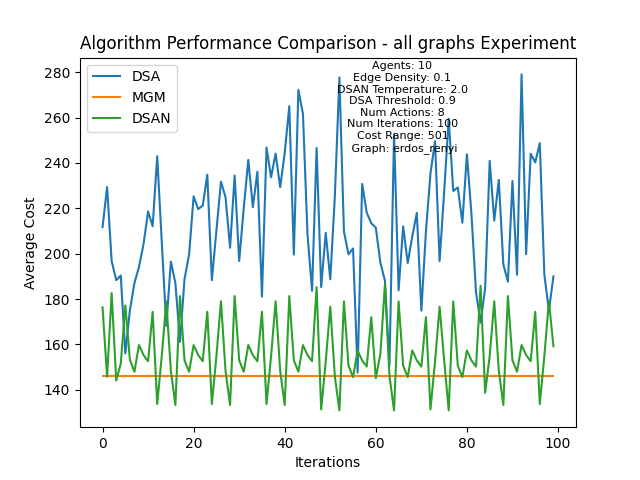 Algorithm Performance Comparison - all graphs Experiment
DSA
MGM
DSAN
Agents: 10
Edge Density: 0.1
DSAN Temperature: 2.0
DSA Threshold: 0.9
Num Actions: 8
Num Iterations: 100
Cost Range: 501
Graph: erdos_renyi
Average Cost
280
260
240
220
200
180
160
140
0 20 40 60 80 100
Iterations